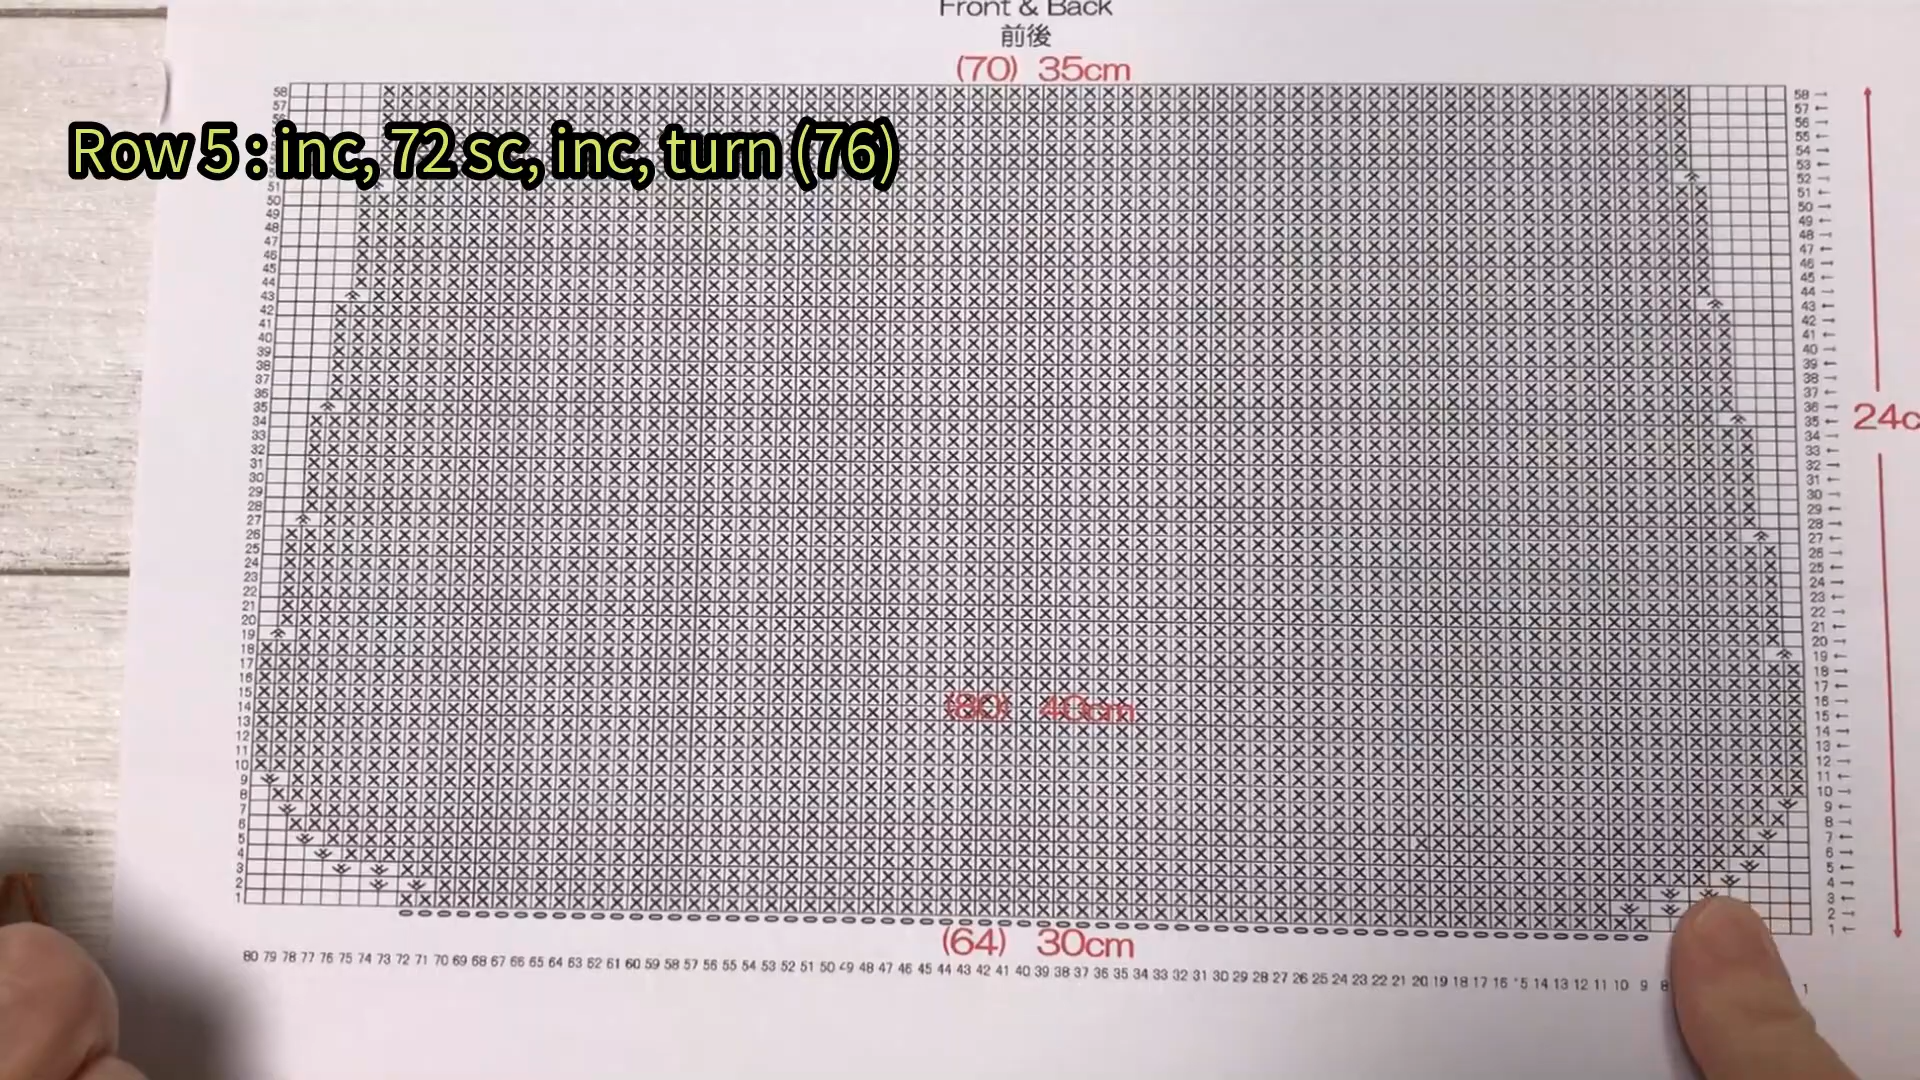 Front & Back
前後
(70) 35cm
Row 5 : inc, 72 sc, inc, turn (76)
24c
(80) 40cm
(64) 30cm
80 79 78 77 76 75 74 73 72 71 70 69 68 67 66 65 64 63 62 61 60 59 58 57 56 55 54 53 52 51 50 49 48 47 46 45 44 43 42 41 40 39 38 37 36 35 34 33 32 31 30 29 28 27 26 25 24 23 22 21 20 19 18 17 16 15 14 13 12 11 10 9 8 1